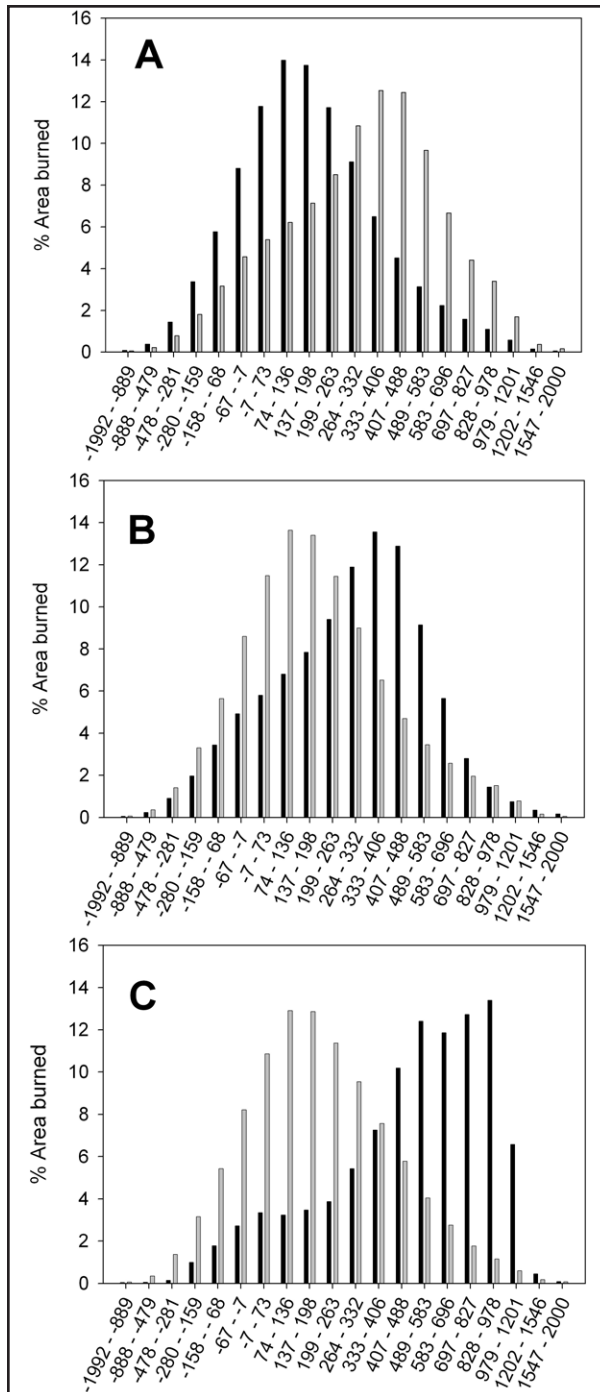 A
% Area burned
16
14
12
10
8
6
4
2
0
-1992 - -889
-888 - -479
-478 - -281
-280 - -159
-158 - -68
-67 - -7
-7 - 73
74 - 136
137 - 198
199 - 263
264 - 332
333 - 406
407 - 488
489 - 583
583 - 696
697 - 827
828 - 978
979 - 1201
1202 - 1546
1547 - 2000
B
% Area burned
16
14
12
10
8
6
4
2
0
-1992 - -889
-888 - -479
-478 - -281
-280 - -159
-158 - -68
-67 - -7
-7 - 73
74 - 136
137 - 198
199 - 263
264 - 332
333 - 406
407 - 488
489 - 583
583 - 696
697 - 827
828 - 978
979 - 1201
1202 - 1546
1547 - 2000
C
% Area burned
16
14
12
10
8
6
4
2
0
-1992 - -889
-888 - -479
-478 - -281
-280 - -159
-158 - -68
-67 - -7
-7 - 73
74 - 136
137 - 198
199 - 263
264 - 332
333 - 406
407 - 488
489 - 583
583 - 696
697 - 827
828 - 978
979 - 1201
1202 - 1546
1547 - 2000